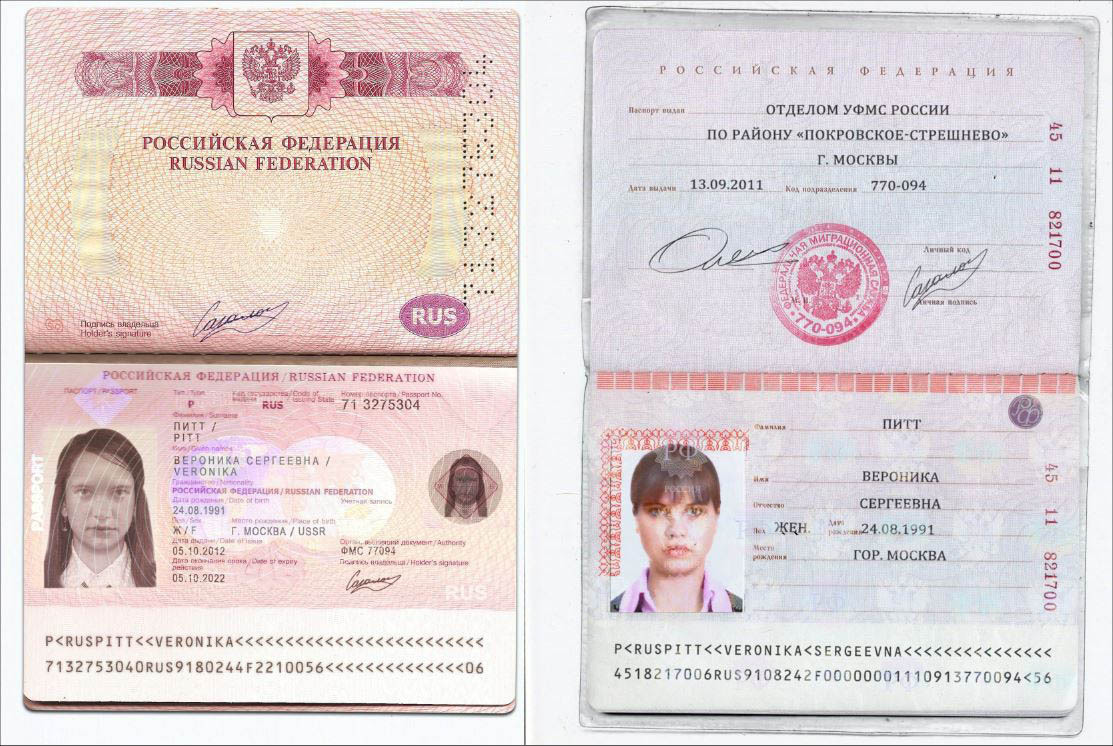 РОССИЙСКАЯ ФЕДЕРАЦИЯ
RUSSIAN FEDERATION
Подпись владельца
Holder's signature
RUS
РОССИЙСКАЯ ФЕДЕРАЦИЯ / RUSSIAN FEDERATION
ПАСПОРТ / PASSPORT
Тип / Type
Код государства / Code of
выдачи issuing State
Номер паспорта / Passport No.
P RUS 71 3275304
Фамилия / Surname
ПИТТ /
PITT
Имя / Given names
ВЕРОНИКА СЕРГЕЕВНА /
VERONIKA
Гражданство / Nationality
РОССИЙСКАЯ ФЕДЕРАЦИЯ / RUSSIAN FEDERATION
Дата рождения / Date of birth
Учетная запись
24.08.1991
Пол / Sex
Место рождения / Place of birth
Ж / F Г. МОСКВА / USSR
Дата выдачи / Date of issue
Орган, выдавший документ / Authority
05.10.2012 ФМС 77094
Дата окончания срока / Date of expiry
действия
Подпись владельца / Holder's signature
05.10.2022
PASSPORT
RUS
P<RUSPITT<<VERONIKA<<<<<<<<<<<<<<<<<<<<<<<<<
7132753040RUS9180244F2210056<<<<<<<<<<<<<<06
РОССИЙСКАЯ ФЕДЕРАЦИЯ
Паспорт выдан
ОТДЕЛОМ УФМС РОССИИ
ПО РАЙОНУ «ПОКРОВСКОЕ-СТРЕШНЕВО»
Г. МОСКВЫ
Дата выдачи 13.09.2011 Код подразделения 770-094
Личный код
Личная подпись
М. П.
ФЕДЕРАЛЬНАЯ МИГРАЦИОННАЯ СЛУЖБА
770-094
45 11 821700
Фамилия ПИТТ
Имя ВЕРОНИКА
Отчество СЕРГЕЕВНА
Пол ЖЕН. Дата рождения 24.08.1991
Место рождения ГОР. МОСКВА
РФ
РОССИЯ
45 11 821700
P<RUSPITT<<VERONIKA<SERGEEVNA<<<<<<<<<<<<<<<
4518217006RUS9108242F00000001110913770094<56